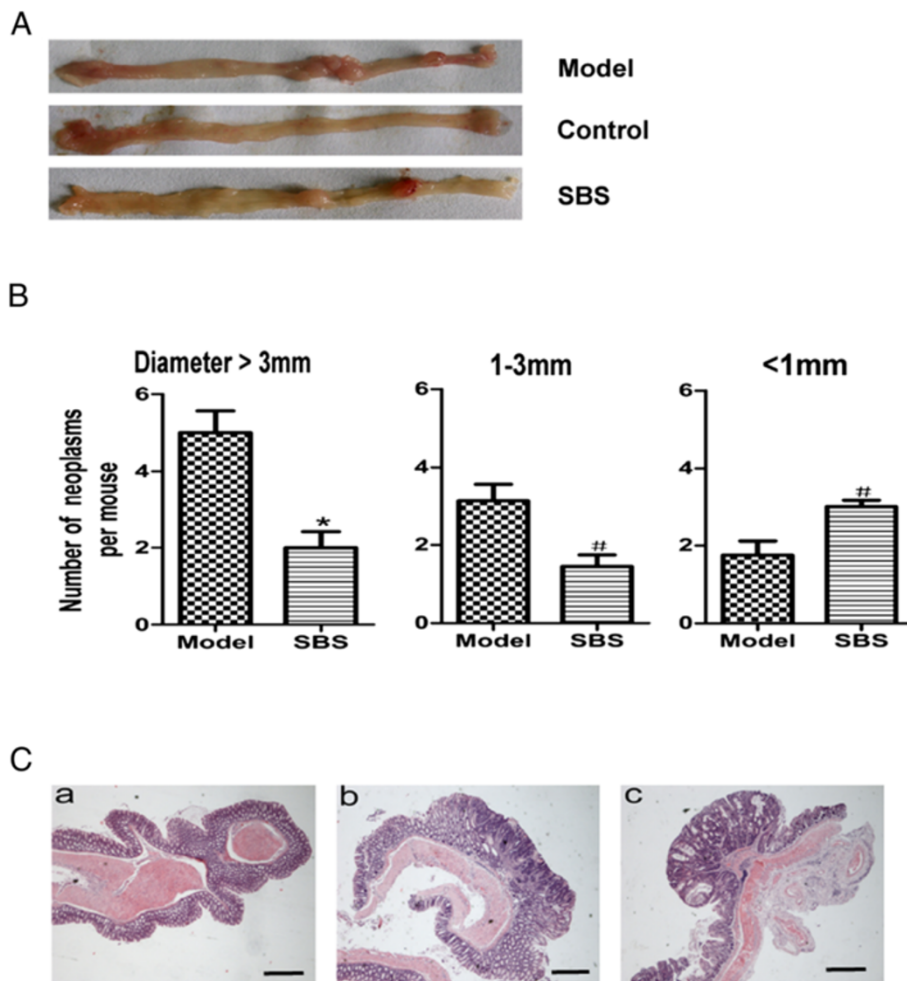 A
Model
Control
SBS
B
Diameter > 3mm
1-3mm
<1mm
Number of neoplasms
per mouse
6
4
2
0
*
Model
SBS
6
4
2
0
#
Model
SBS
6
4
2
0
#
Model
SBS
C
a
b
c